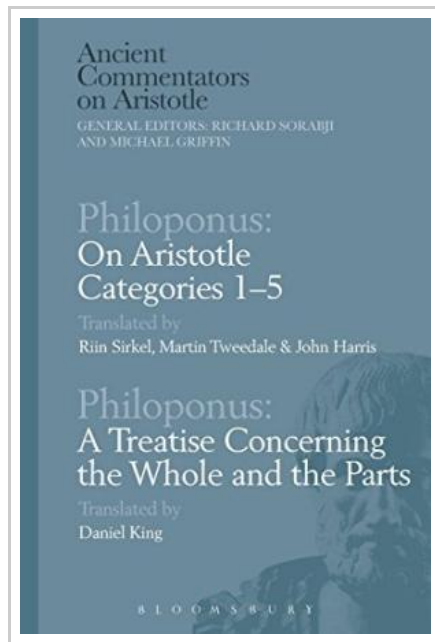 Ancient
Commentators
on Aristotle
GENERAL EDITORS: RICHARD SORABJI
AND MICHAEL GRIFFIN
Philoponus:
On Aristotle
Categories 1–5
Translated by
Riin Sirkel, Martin Tweedale & John Harris
Philoponus:
A Treatise Concerning
the Whole and the Parts
Translated by
Daniel King
BLOOMSBURY